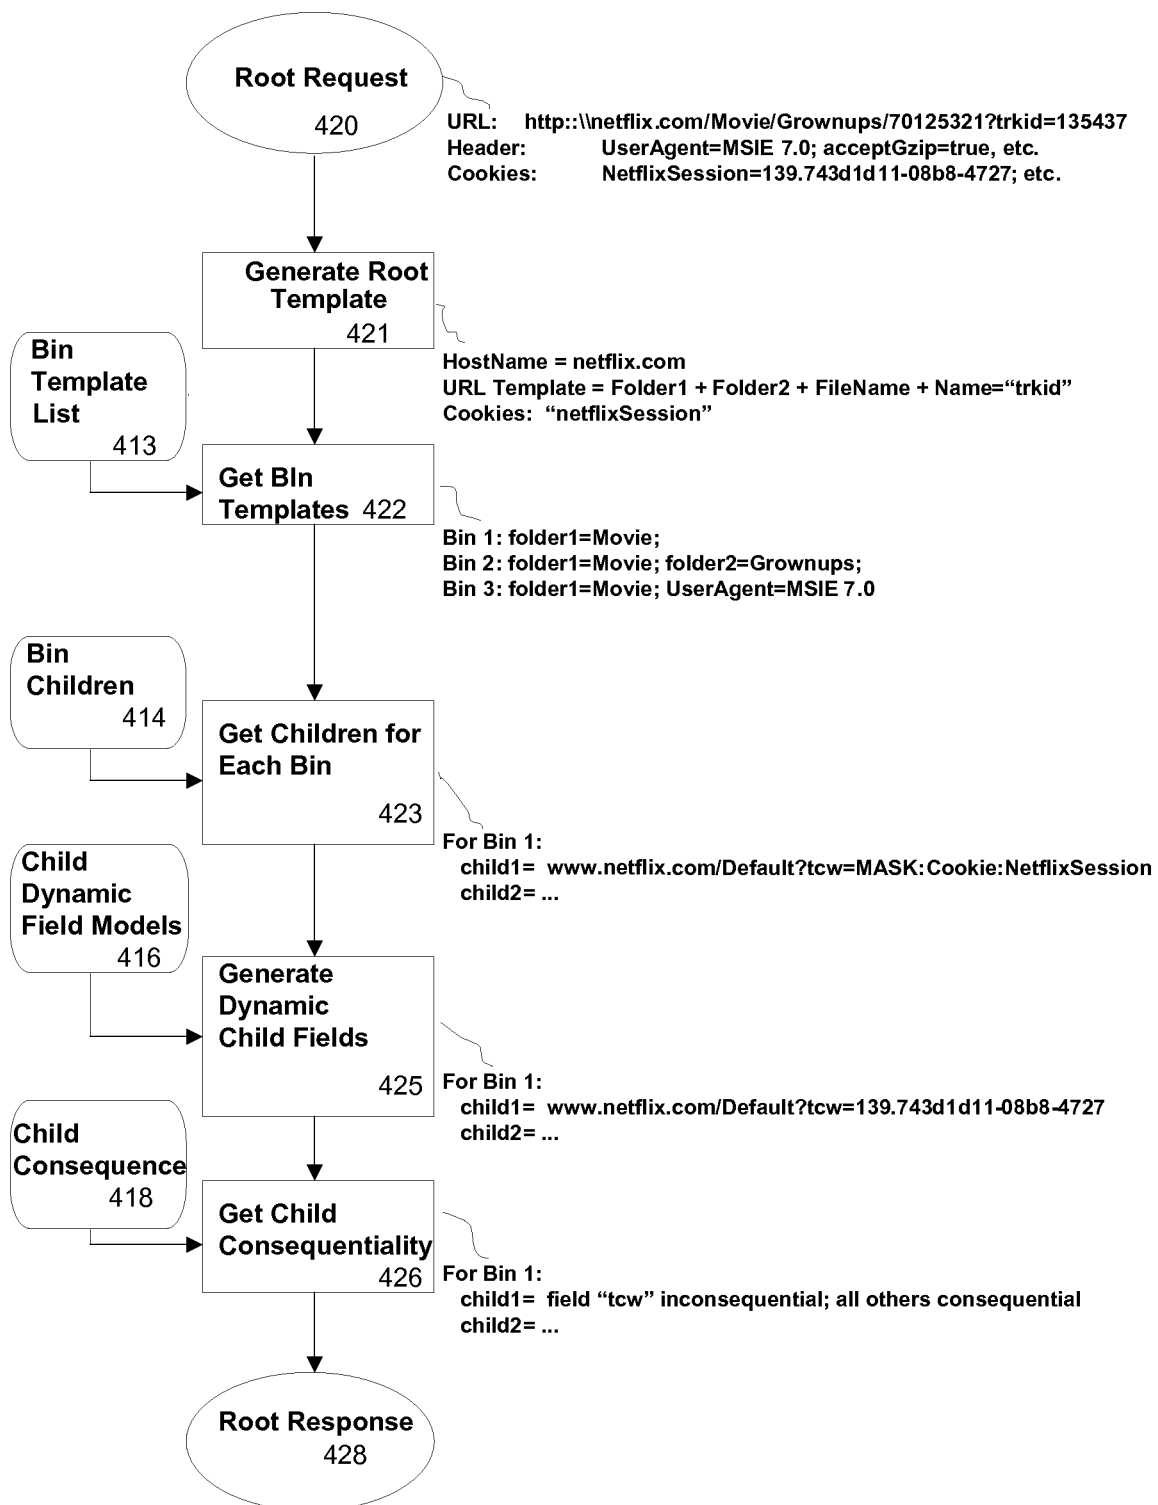 Root Request
420
URL: http::\\netflix.com/Movie/Grownups/70125321?trkid=135437
Header: UserAgent=MSIE 7.0; acceptGzip=true, etc.
Cookies: NetflixSession=139.743d1d11-08b8-4727; etc.
Generate Root
Template
421
HostName = netflix.com
URL Template = Folder1 + Folder2 + FileName + Name=“trkid”
Cookies: “netflixSession”
Bin
Template
List
413
Get BIn
Templates 422
Bin 1: folder1=Movie;
Bin 2: folder1=Movie; folder2=Grownups;
Bin 3: folder1=Movie; UserAgent=MSIE 7.0
Bin
Children
414
Get Children for
Each Bin
423
For Bin 1:
child1= www.netflix.com/Default?tcw=MASK:Cookie:NetflixSession
child2= ...
Child
Dynamic
Field Models
416
Generate
Dynamic
Child Fields
425
For Bin 1:
child1= www.netflix.com/Default?tcw=139.743d1d11-08b8-4727
child2= ...
Child
Consequence
418
Get Child
Consequentiality
426
For Bin 1:
child1= field “tcw” inconsequential; all others consequential
child2= ...
Root Response
428